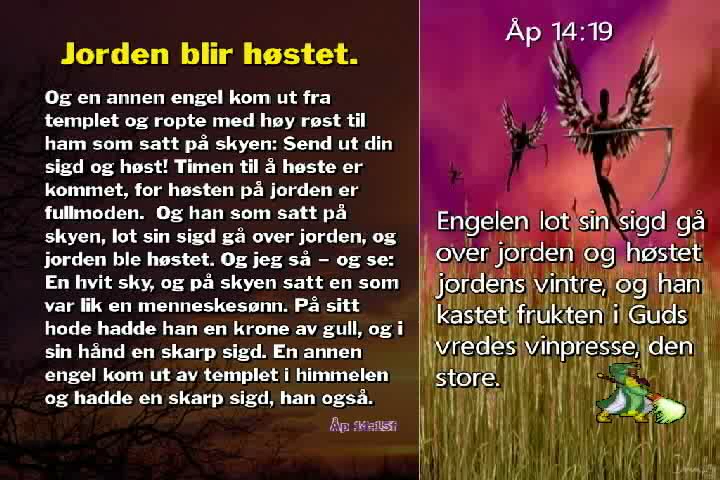 Jorden blir høstet.
Og en annen engel kom ut fra
templet og ropte med høy røst til
ham som satt på skyen: Send ut din
sigd og høst! Timen til å høste er
kommet, for høsten på jorden er
fullmoden. Og han som satt på
skyen, lot sin sigd gå over jorden, og
jorden ble høstet. Og jeg så – og se:
En hvit sky, og på skyen satt en som
var lik en menneskesønn. På sitt
hode hadde han en krone av gull, og i
sin hånd en skarp sigd. En annen
engel kom ut av templet i himmelen
og hadde en skarp sigd, han også.
Åp 14:15f
Åp 14:19
Engelen lot sin sigd gå
over jorden og høstet
jordens vintre, og han
kastet frukten i Guds
vredes vinpresse, den
store.